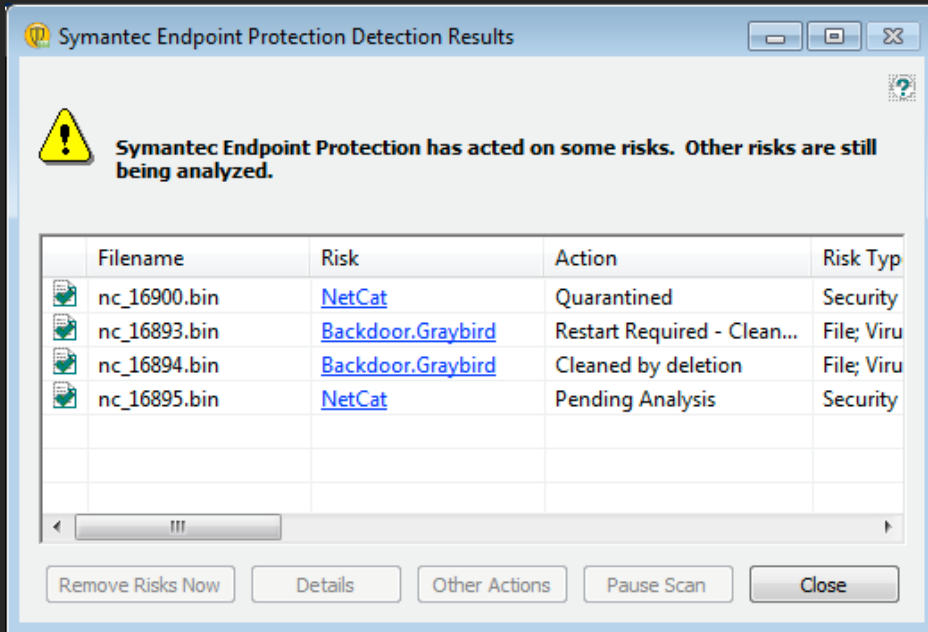 Symantec Endpoint Protection Detection Results
Symantec Endpoint Protection has acted on some risks.  Other risks are still
being analyzed.
Filename Risk Action Risk Typ
nc_16900.bin NetCat Quarantined Security
nc_16893.bin Backdoor.Graybird Restart Required - Clean... File; Viru
nc_16894.bin Backdoor.Graybird Cleaned by deletion File; Viru
nc_16895.bin NetCat Pending Analysis Security
Remove Risks Now Details Other Actions Pause Scan Close